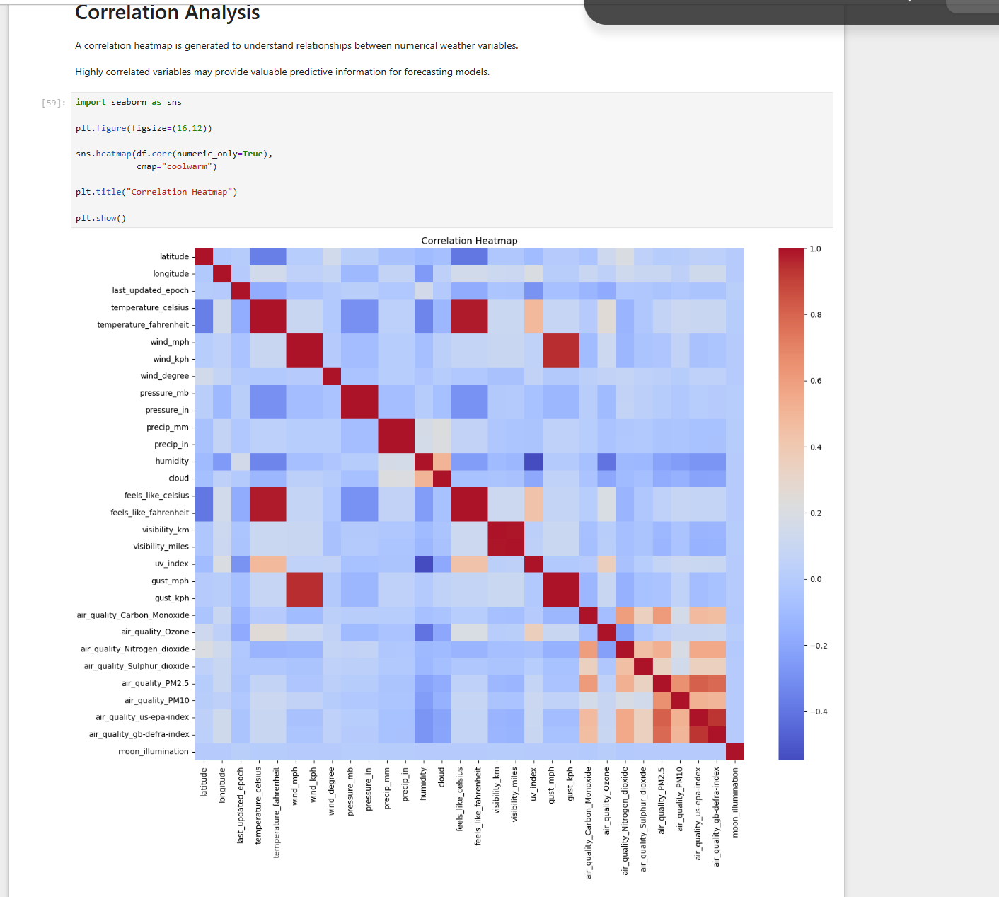 Correlation Analysis
A correlation heatmap is generated to understand relationships between numerical weather variables.
Highly correlated variables may provide valuable predictive information for forecasting models.
[59]:
import seaborn as sns
plt.figure(figsize=(16,12))
sns.heatmap(df.corr(numeric_only=True),
cmap="coolwarm")
plt.title("Correlation Heatmap")
plt.show()
Correlation Heatmap
latitude
longitude
last_updated_epoch
temperature_celsius
temperature_fahrenheit
wind_mph
wind_kph
wind_degree
pressure_mb
pressure_in
precip_mm
precip_in
humidity
cloud
feels_like_celsius
feels_like_fahrenheit
visibility_km
visibility_miles
uv_index
gust_mph
gust_kph
air_quality_Carbon_Monoxide
air_quality_Ozone
air_quality_Nitrogen_dioxide
air_quality_Sulphur_dioxide
air_quality_PM2.5
air_quality_PM10
air_quality_us-epa-index
air_quality_gb-defra-index
moon_illumination
latitude
longitude
last_updated_epoch
temperature_celsius
temperature_fahrenheit
wind_mph
wind_kph
wind_degree
pressure_mb
pressure_in
precip_mm
precip_in
humidity
cloud
feels_like_celsius
feels_like_fahrenheit
visibility_km
visibility_miles
uv_index
gust_mph
gust_kph
air_quality_Carbon_Monoxide
air_quality_Ozone
air_quality_Nitrogen_dioxide
air_quality_Sulphur_dioxide
air_quality_PM2.5
air_quality_PM10
air_quality_us-epa-index
air_quality_gb-defra-index
moon_illumination
1.0
0.8
0.6
0.4
0.2
0.0
−0.2
−0.4